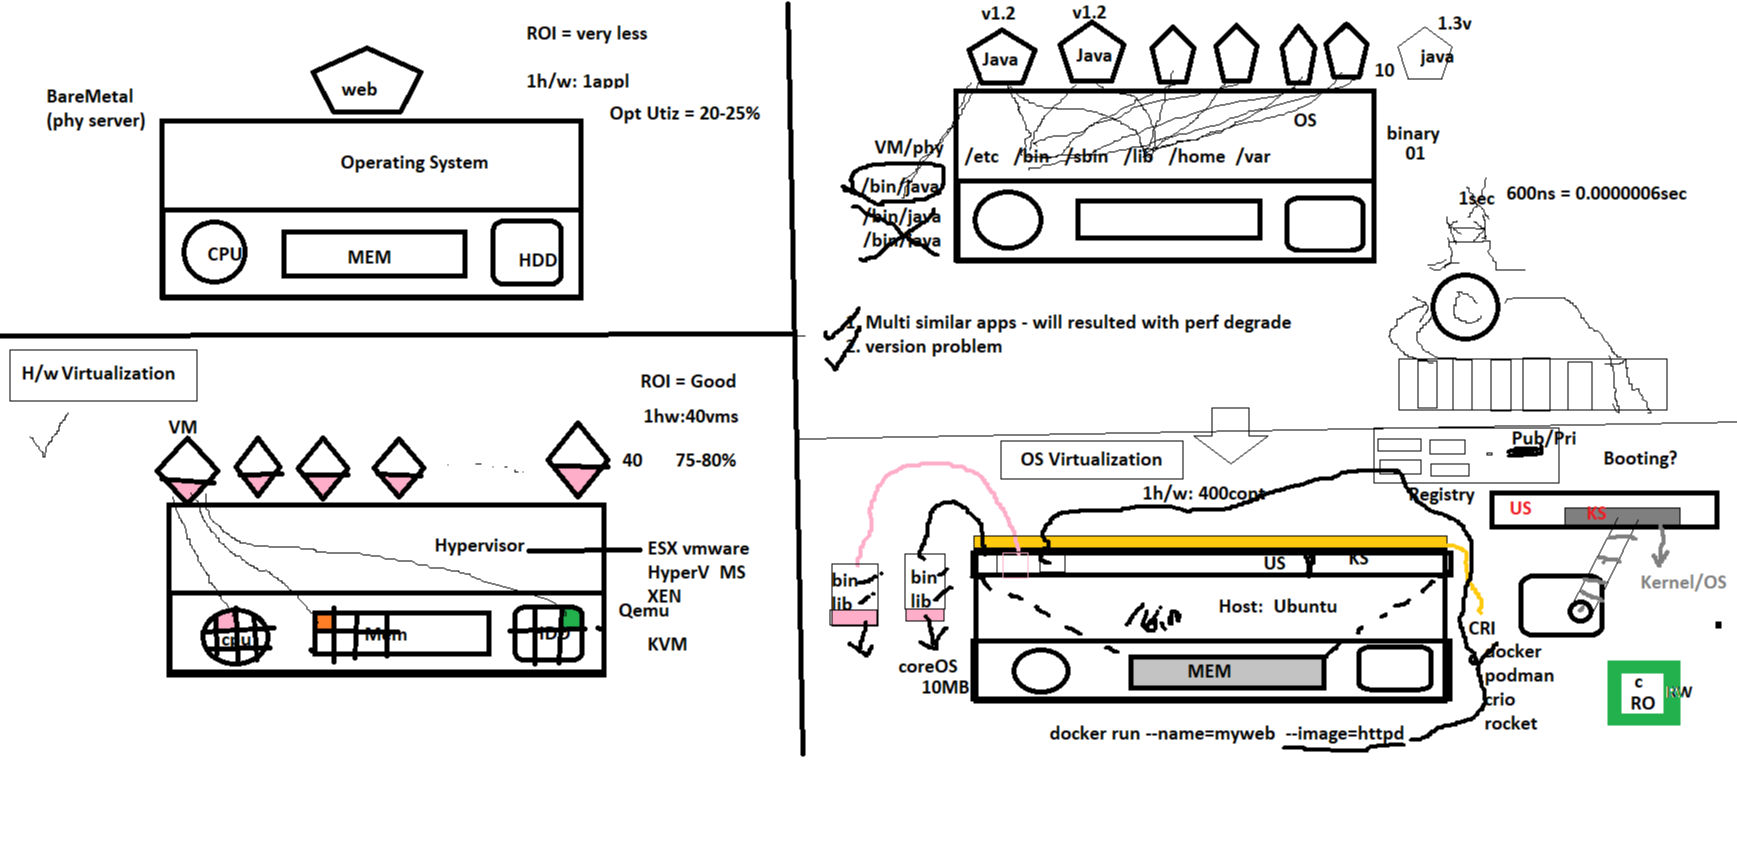 BareMetal
(phy server)
web
ROI = very less
1h/w: 1appl
Opt Utiz = 20-25%
Operating System
CPU
MEM
HDD
v1.2
v1.2
Java
Java
10
1.3v
java
OS
VM/phy
/etc /bin /sbin /lib /home /var
binary
01
/bin/java
/bin/java
/bin/java
1sec
600ns = 0.0000006sec
1. Multi similar apps - will resulted with perf degrade
2. version problem
H/w Virtualization
ROI = Good
1hw:40vms
VM
40
75-80%
Hypervisor
ESX vmware
HyperV MS
XEN
Qemu
KVM
cpu
Mem
HDD
OS Virtualization
1h/w: 400cont
Pub/Pri
Registry
Booting?
US
KS
Kernel/OS
bin
lib
bin
lib
US
KS
Host: Ubuntu
/bin
coreOS
10MB
MEM
CRI
docker
podman
crio
rocket
c
RO
RW
docker run --name=myweb --image=httpd